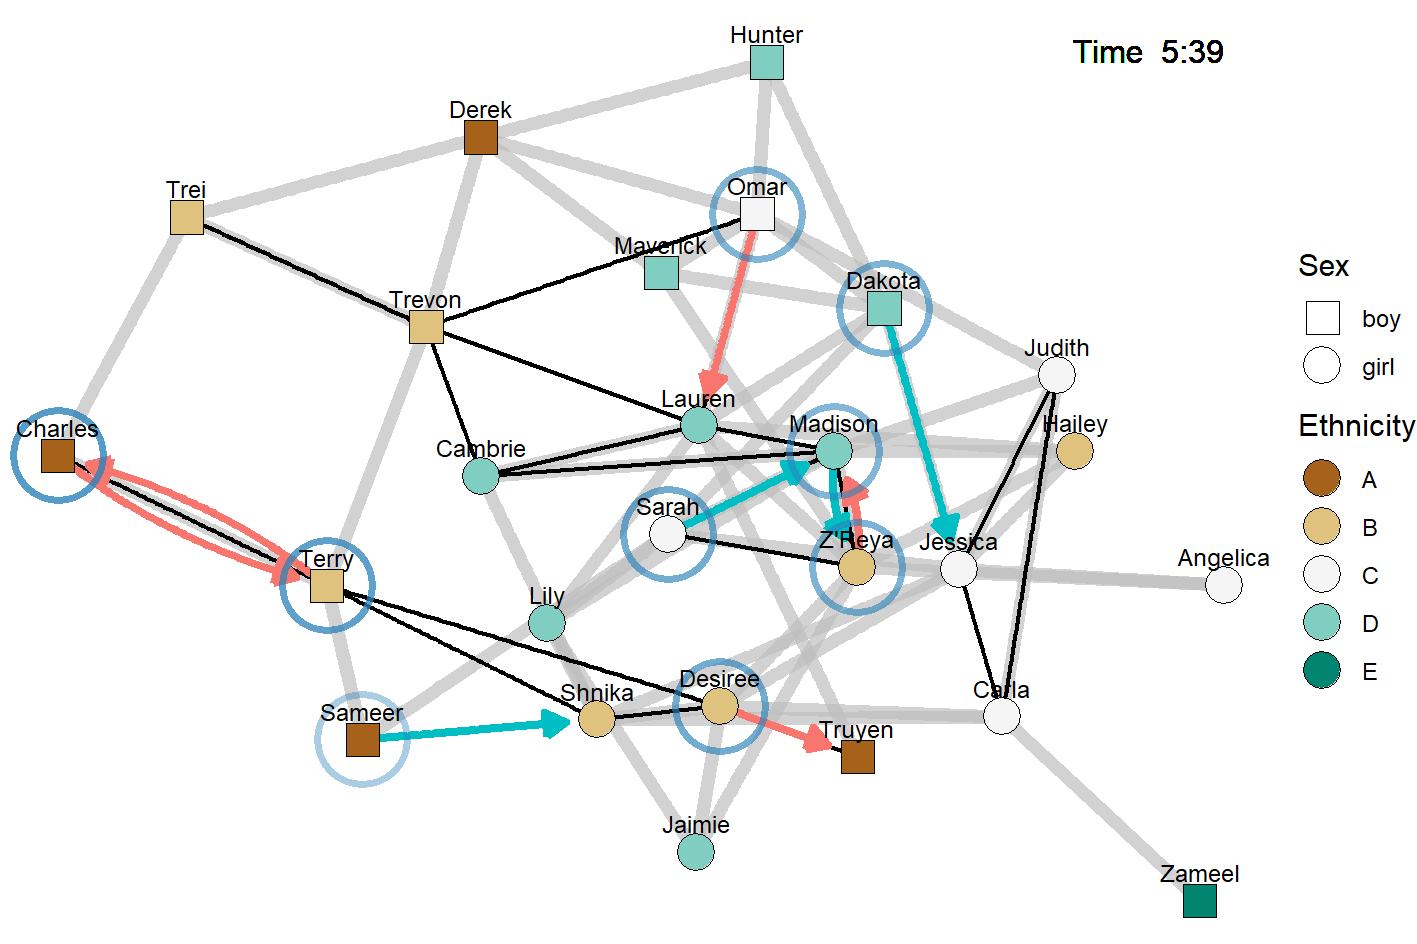 Hunter
Time 5:39
Derek
Trei
Omar
Maverick
Dakota
Trevon
Judith
Lauren
Charles
Cambrie
Madison
Hailey
Sarah
Z'Reya
Jessica
Angelica
Terry
Lily
Shnika
Desiree
Carla
Sameer
Truyen
Jaimie
Zameel
Sex
boy
girl
Ethnicity
A
B
C
D
E